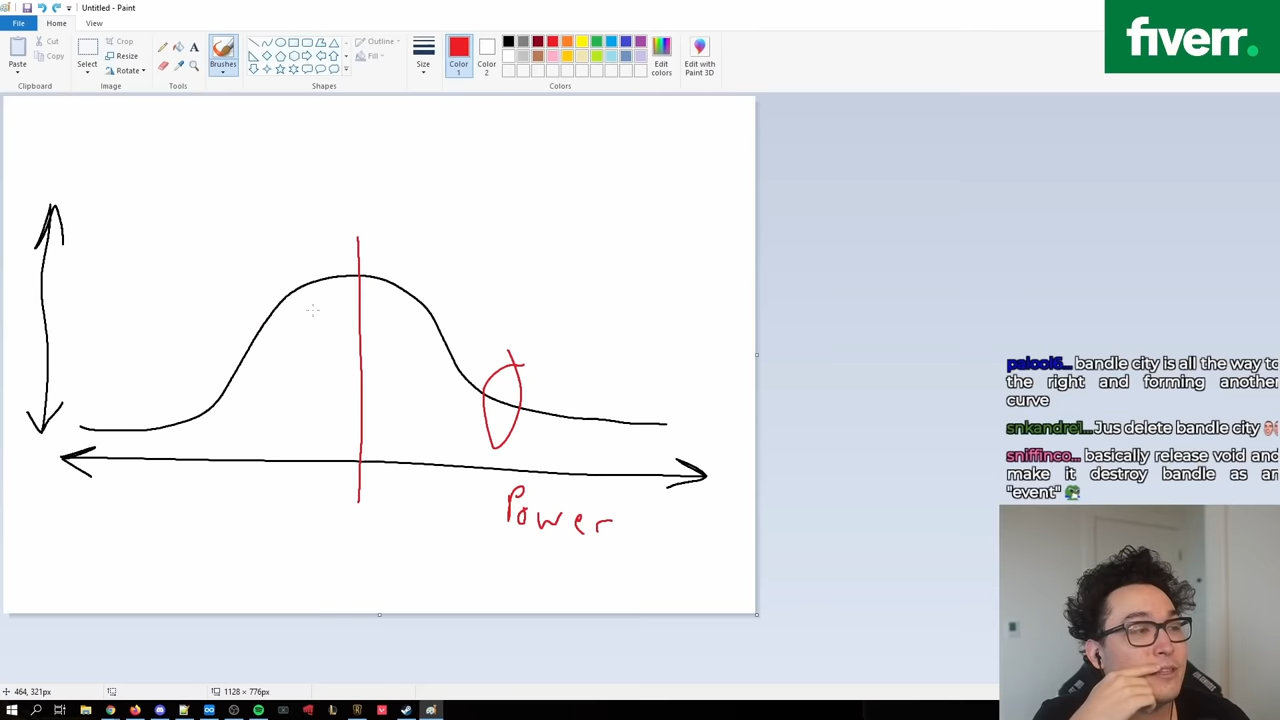 Untitled - Paint
File
Home
View
Paste
Cut
Copy
Clipboard
Select
Crop
Resize
Rotate
Image
Tools
Brushes
Shapes
Outline
Fill
Size
Color 1
Color 2
Colors
Edit colors
Edit with Paint 3D
fiverr.
Power
bandle city is all the way to
the right and forming another
curve
Jus delete bandle city
basically release void and
make it destroy bandle as an
"event"
464, 321px
1128 × 776px